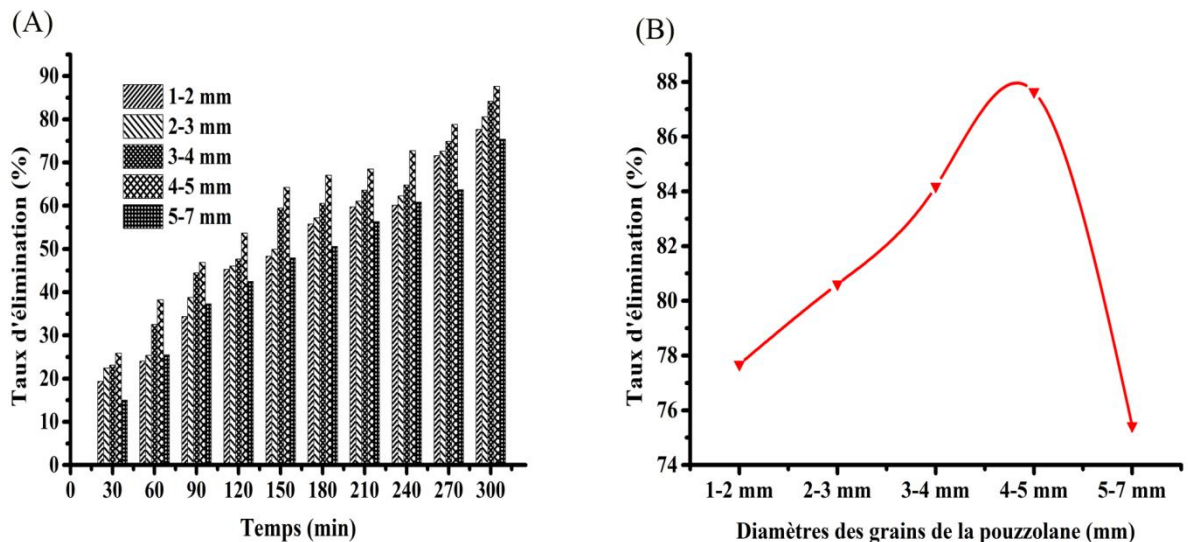 (A)
Taux d'élimination (%)
90
80
70
60
50
40
30
20
10
0
1-2 mm
2-3 mm
3-4 mm
4-5 mm
5-7 mm
0 30 60 90 120 150 180 210 240 270 300
Temps (min)
(B)
Taux d'élimination (%)
88
86
84
82
80
78
76
74
1-2 mm 2-3 mm 3-4 mm 4-5 mm 5-7 mm
Diamètres des grains de la pouzzolane (mm)